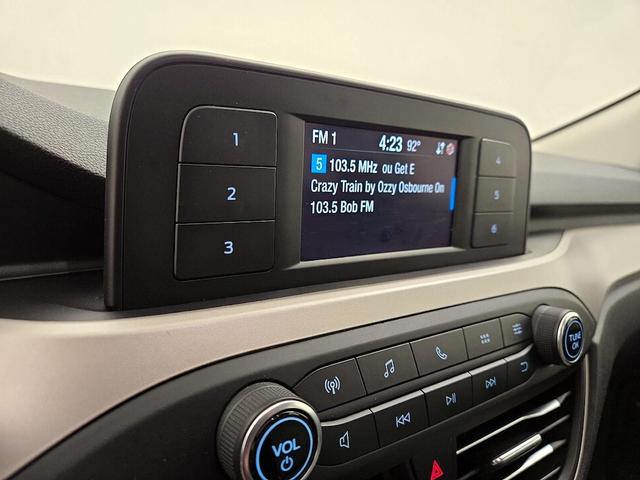 FM 1 4:23 92°
5 103.5 MHz ou Get E
Crazy Train by Ozzy Osbourne On
103.5 Bob FM
1
2
3
4
5
6
VOL
TUNE
OK